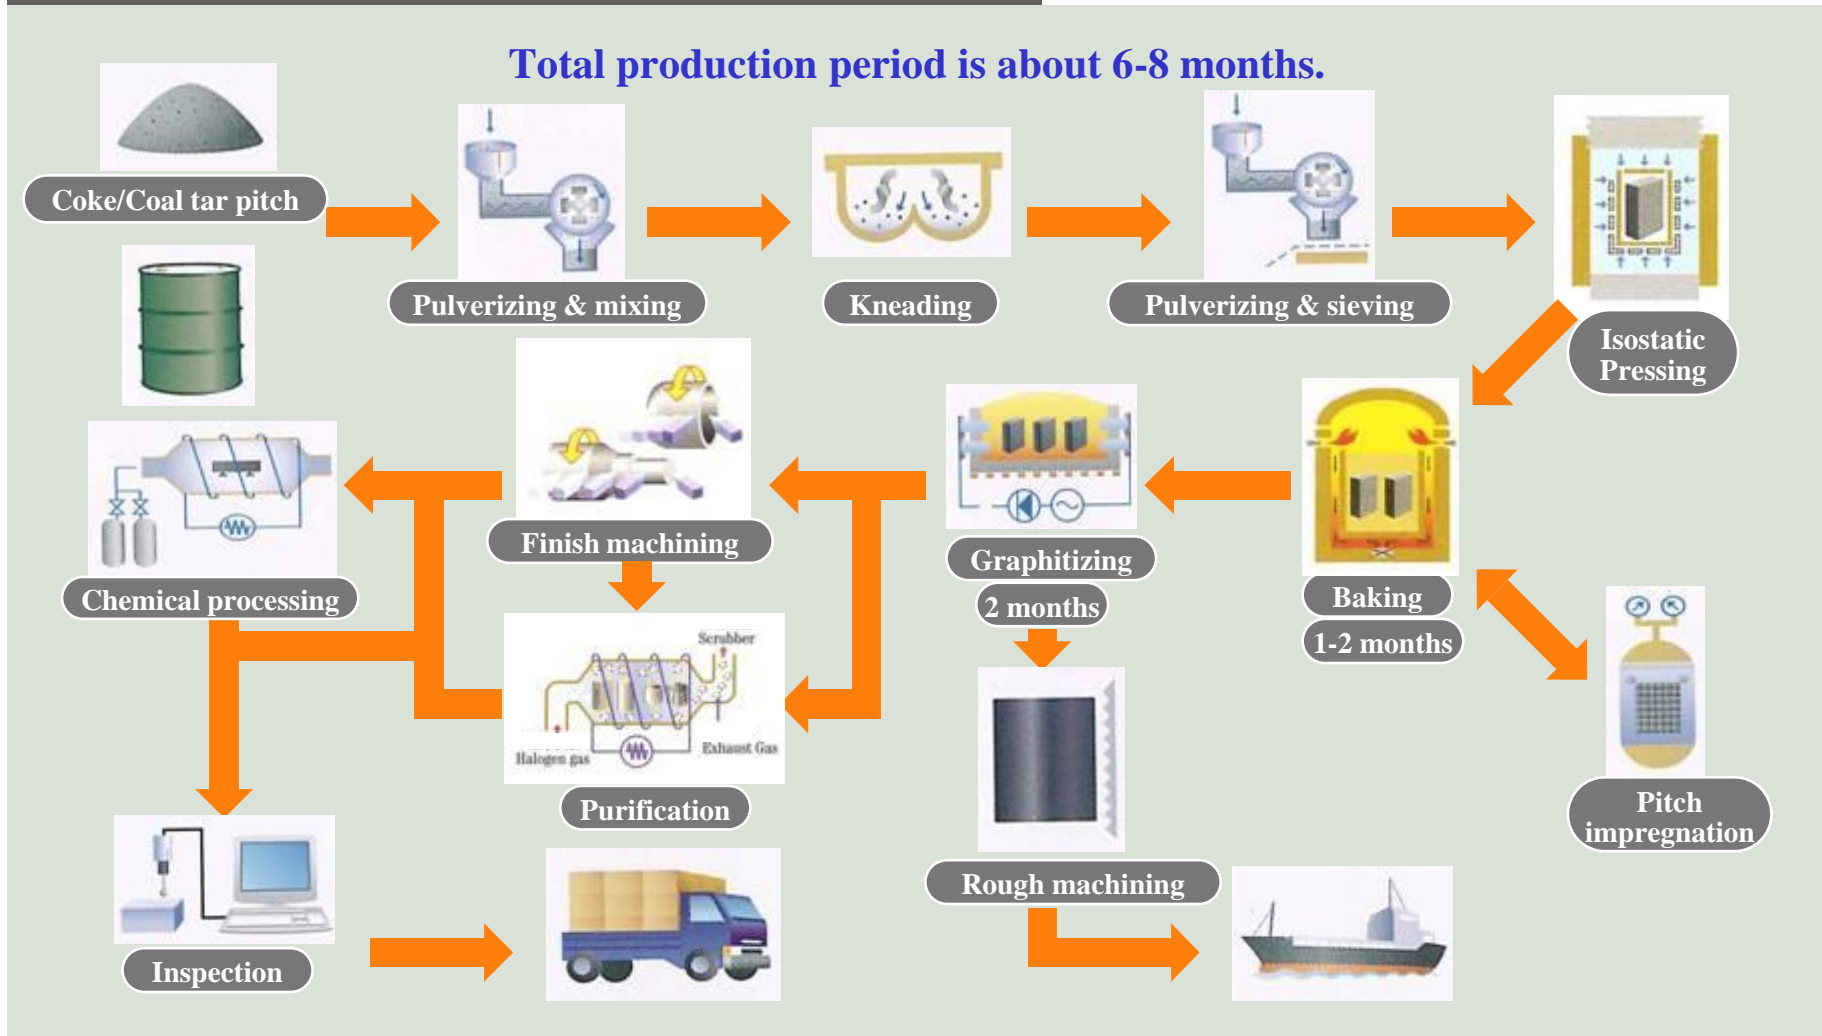 Total production period is about 6-8 months.
Coke/Coal tar pitch
Pulverizing & mixing
Kneading
Pulverizing & sieving
Isostatic
Pressing
Finish machining
Graphitizing
2 months
Baking
1-2 months
Chemical processing
Scrubber
Halogen gas
Exhaust Gas
Purification
Pitch
impregnation
Rough machining
Inspection